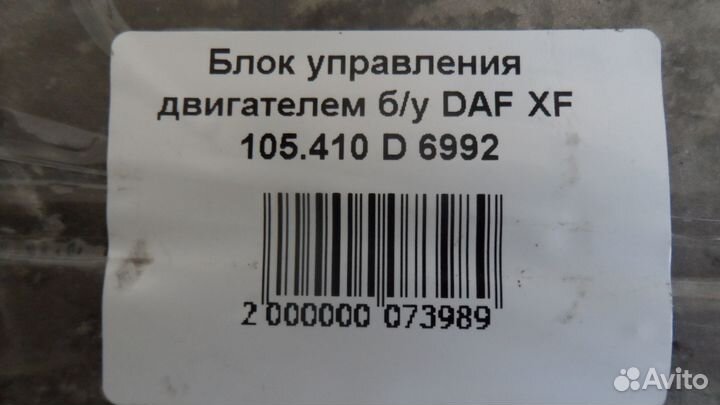 Блок управления
двигателем б/у DAF XF
105.410 D 6992
2 000000 073989
Avito